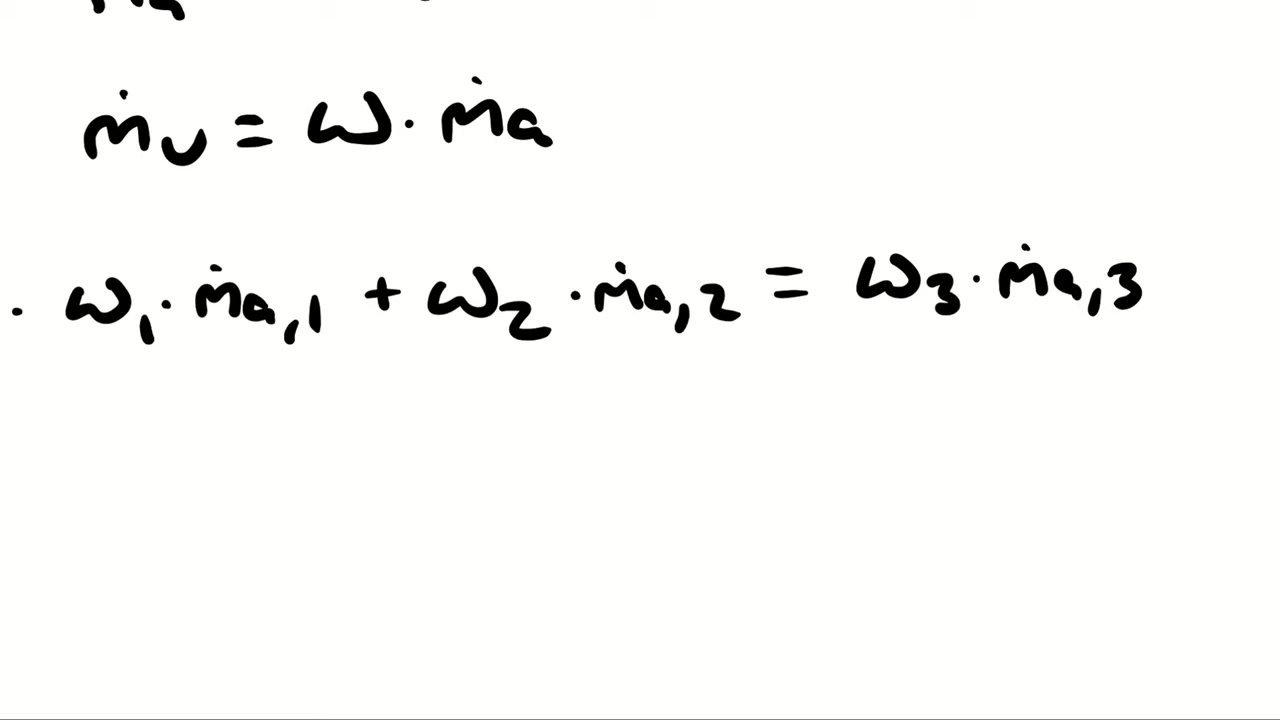 ṁv = ω · ṁa
· ω1 · ṁa,1 + ω2 · ṁa,2 = ω3 · ṁa,3